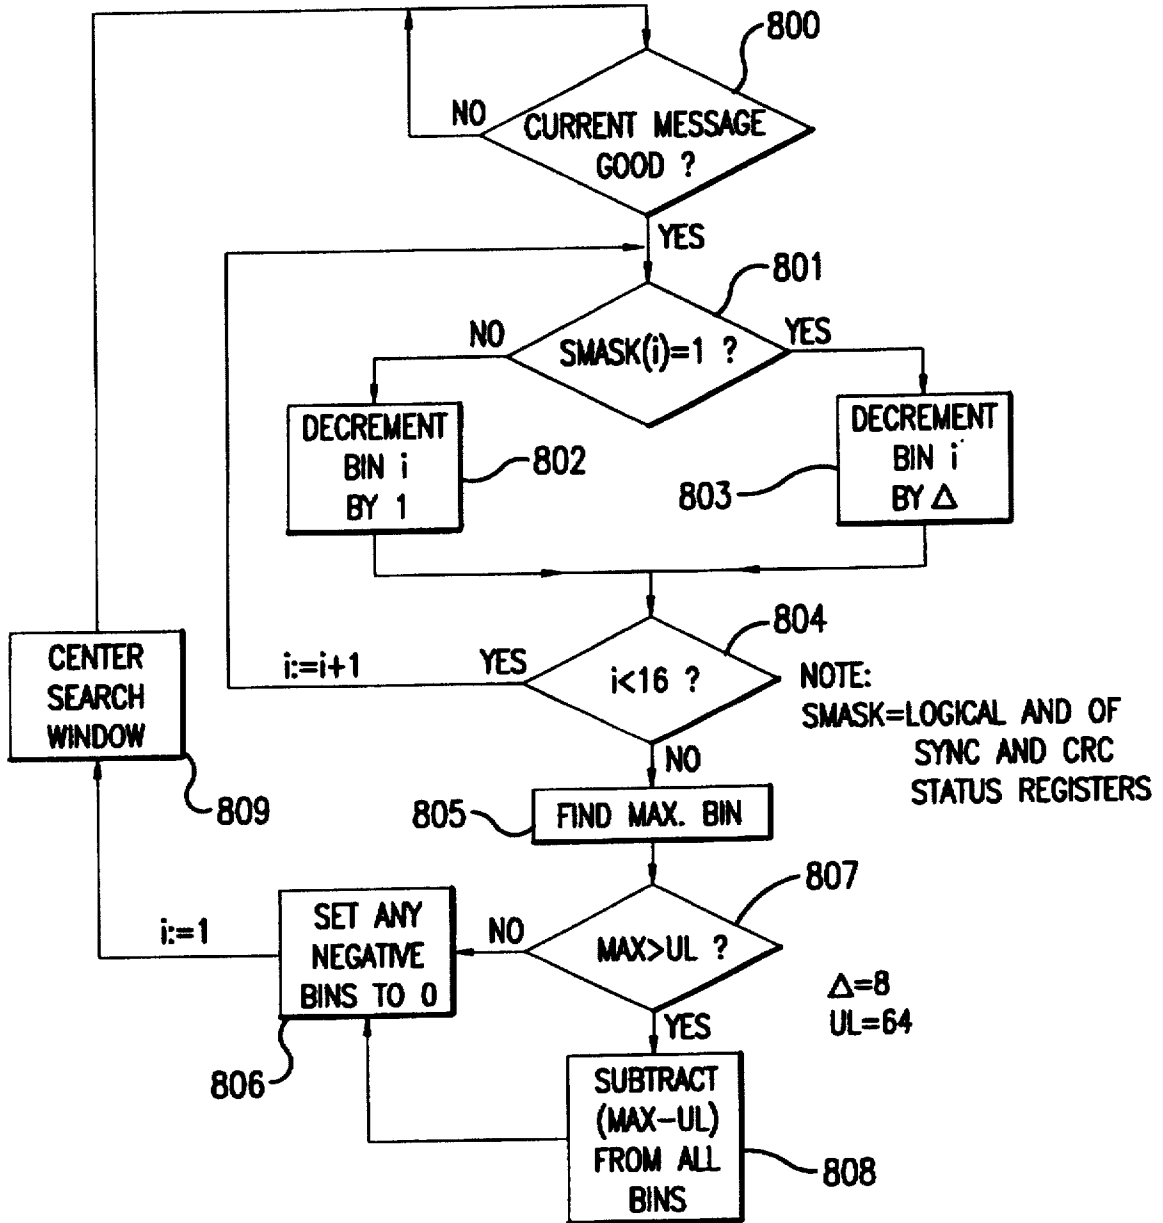 800
NO
CURRENT MESSAGE
GOOD ?
YES
801
NO
SMASK(i)=1 ?
YES
DECREMENT
BIN i
BY 1
802
DECREMENT
BIN i
BY Δ
803
804
CENTER
SEARCH
WINDOW
i:=i+1
YES
i<16 ?
NOTE:
SMASK=LOGICAL AND OF
SYNC AND CRC
STATUS REGISTERS
NO
809
805
FIND MAX. BIN
807
i:=1
SET ANY
NEGATIVE
BINS TO 0
NO
MAX>UL ?
Δ=8
UL=64
YES
806
SUBTRACT
(MAX-UL)
FROM ALL
BINS
808